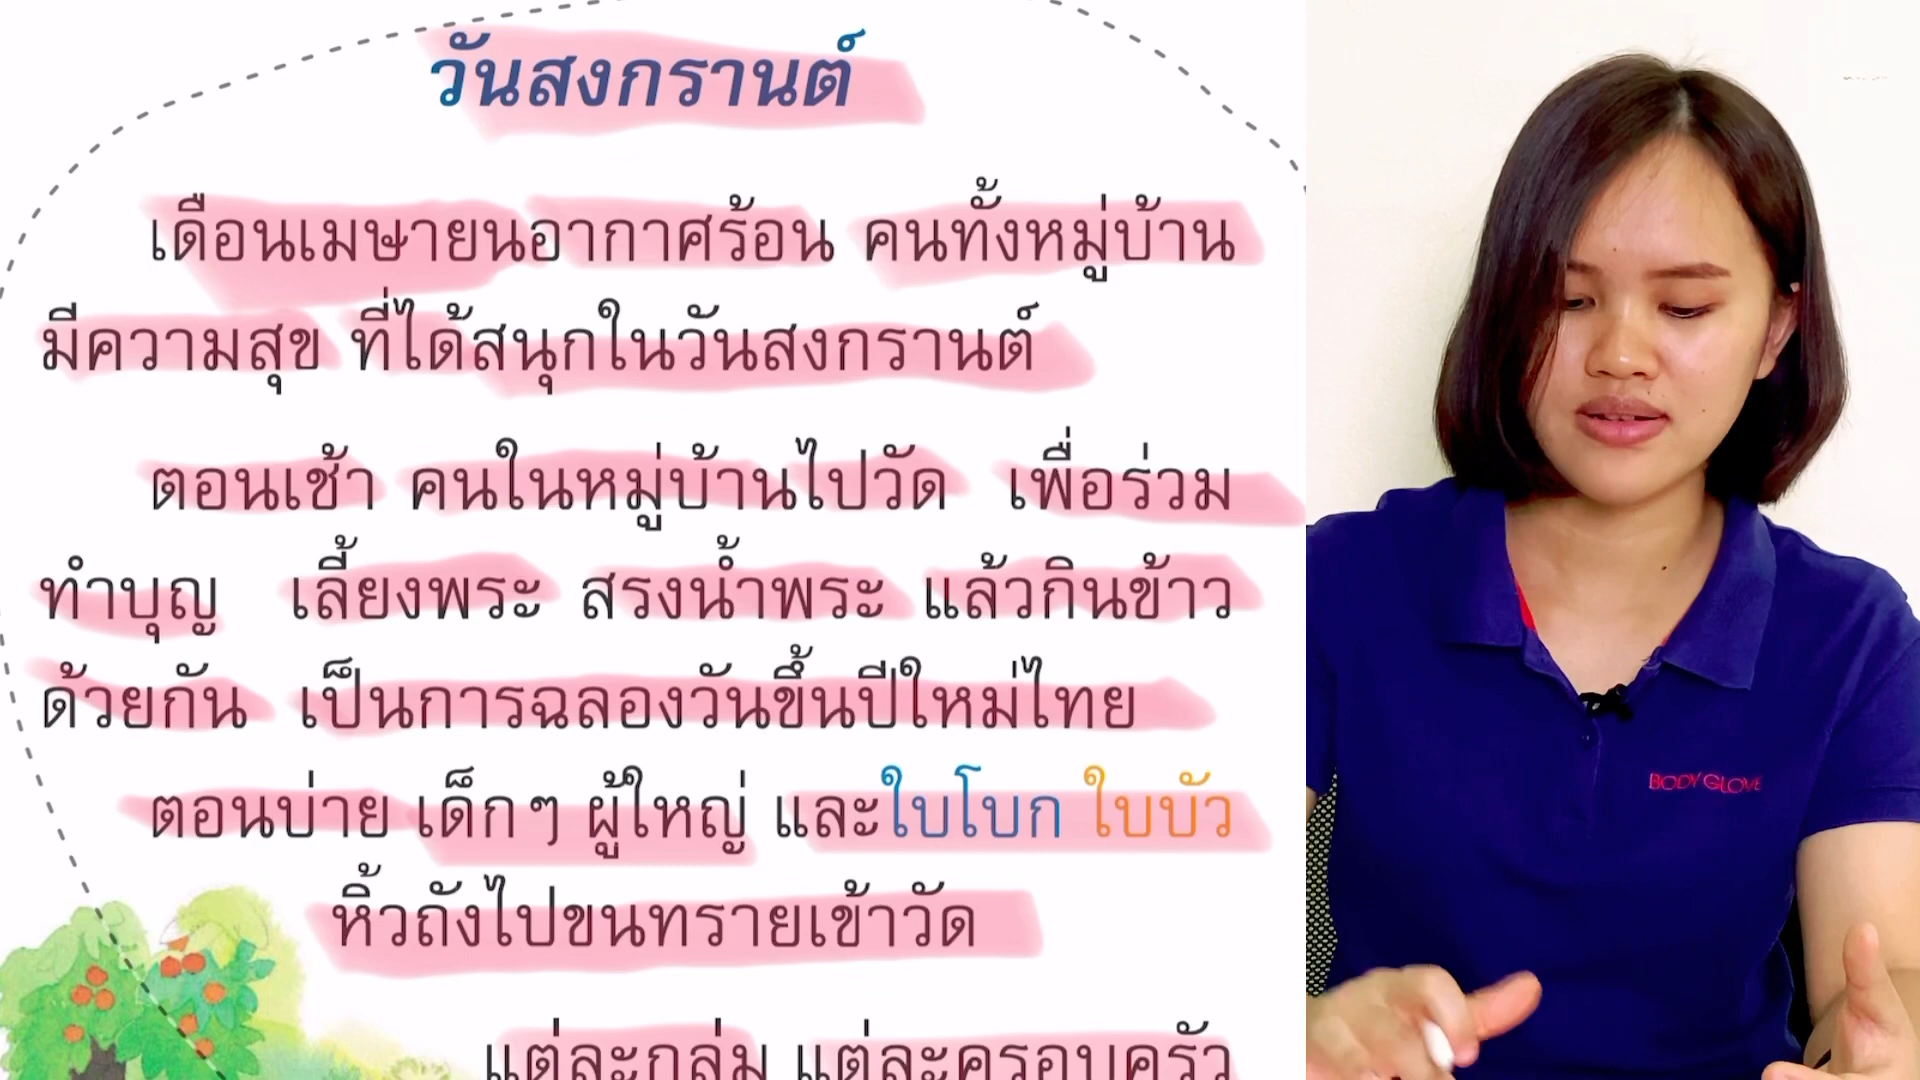 วันสงกรานต์
เดือนเมษายนอากาศร้อน คนทั้งหมู่บ้าน
มีความสุข ที่ได้สนุกในวันสงกรานต์
ตอนเช้า คนในหมู่บ้านไปวัด เพื่อร่วม
ทำบุญ เลี้ยงพระ สรงน้ำพระ แล้วกินข้าว
ด้วยกัน เป็นการฉลองวันขึ้นปีใหม่ไทย
ตอนบ่าย เด็กๆ ผู้ใหญ่ และใบโบก ใบบัว
หิ้วถังไปขนทรายเข้าวัด
แต่ละกลุ่ม แต่ละครอบครัว
BODY GLOVE